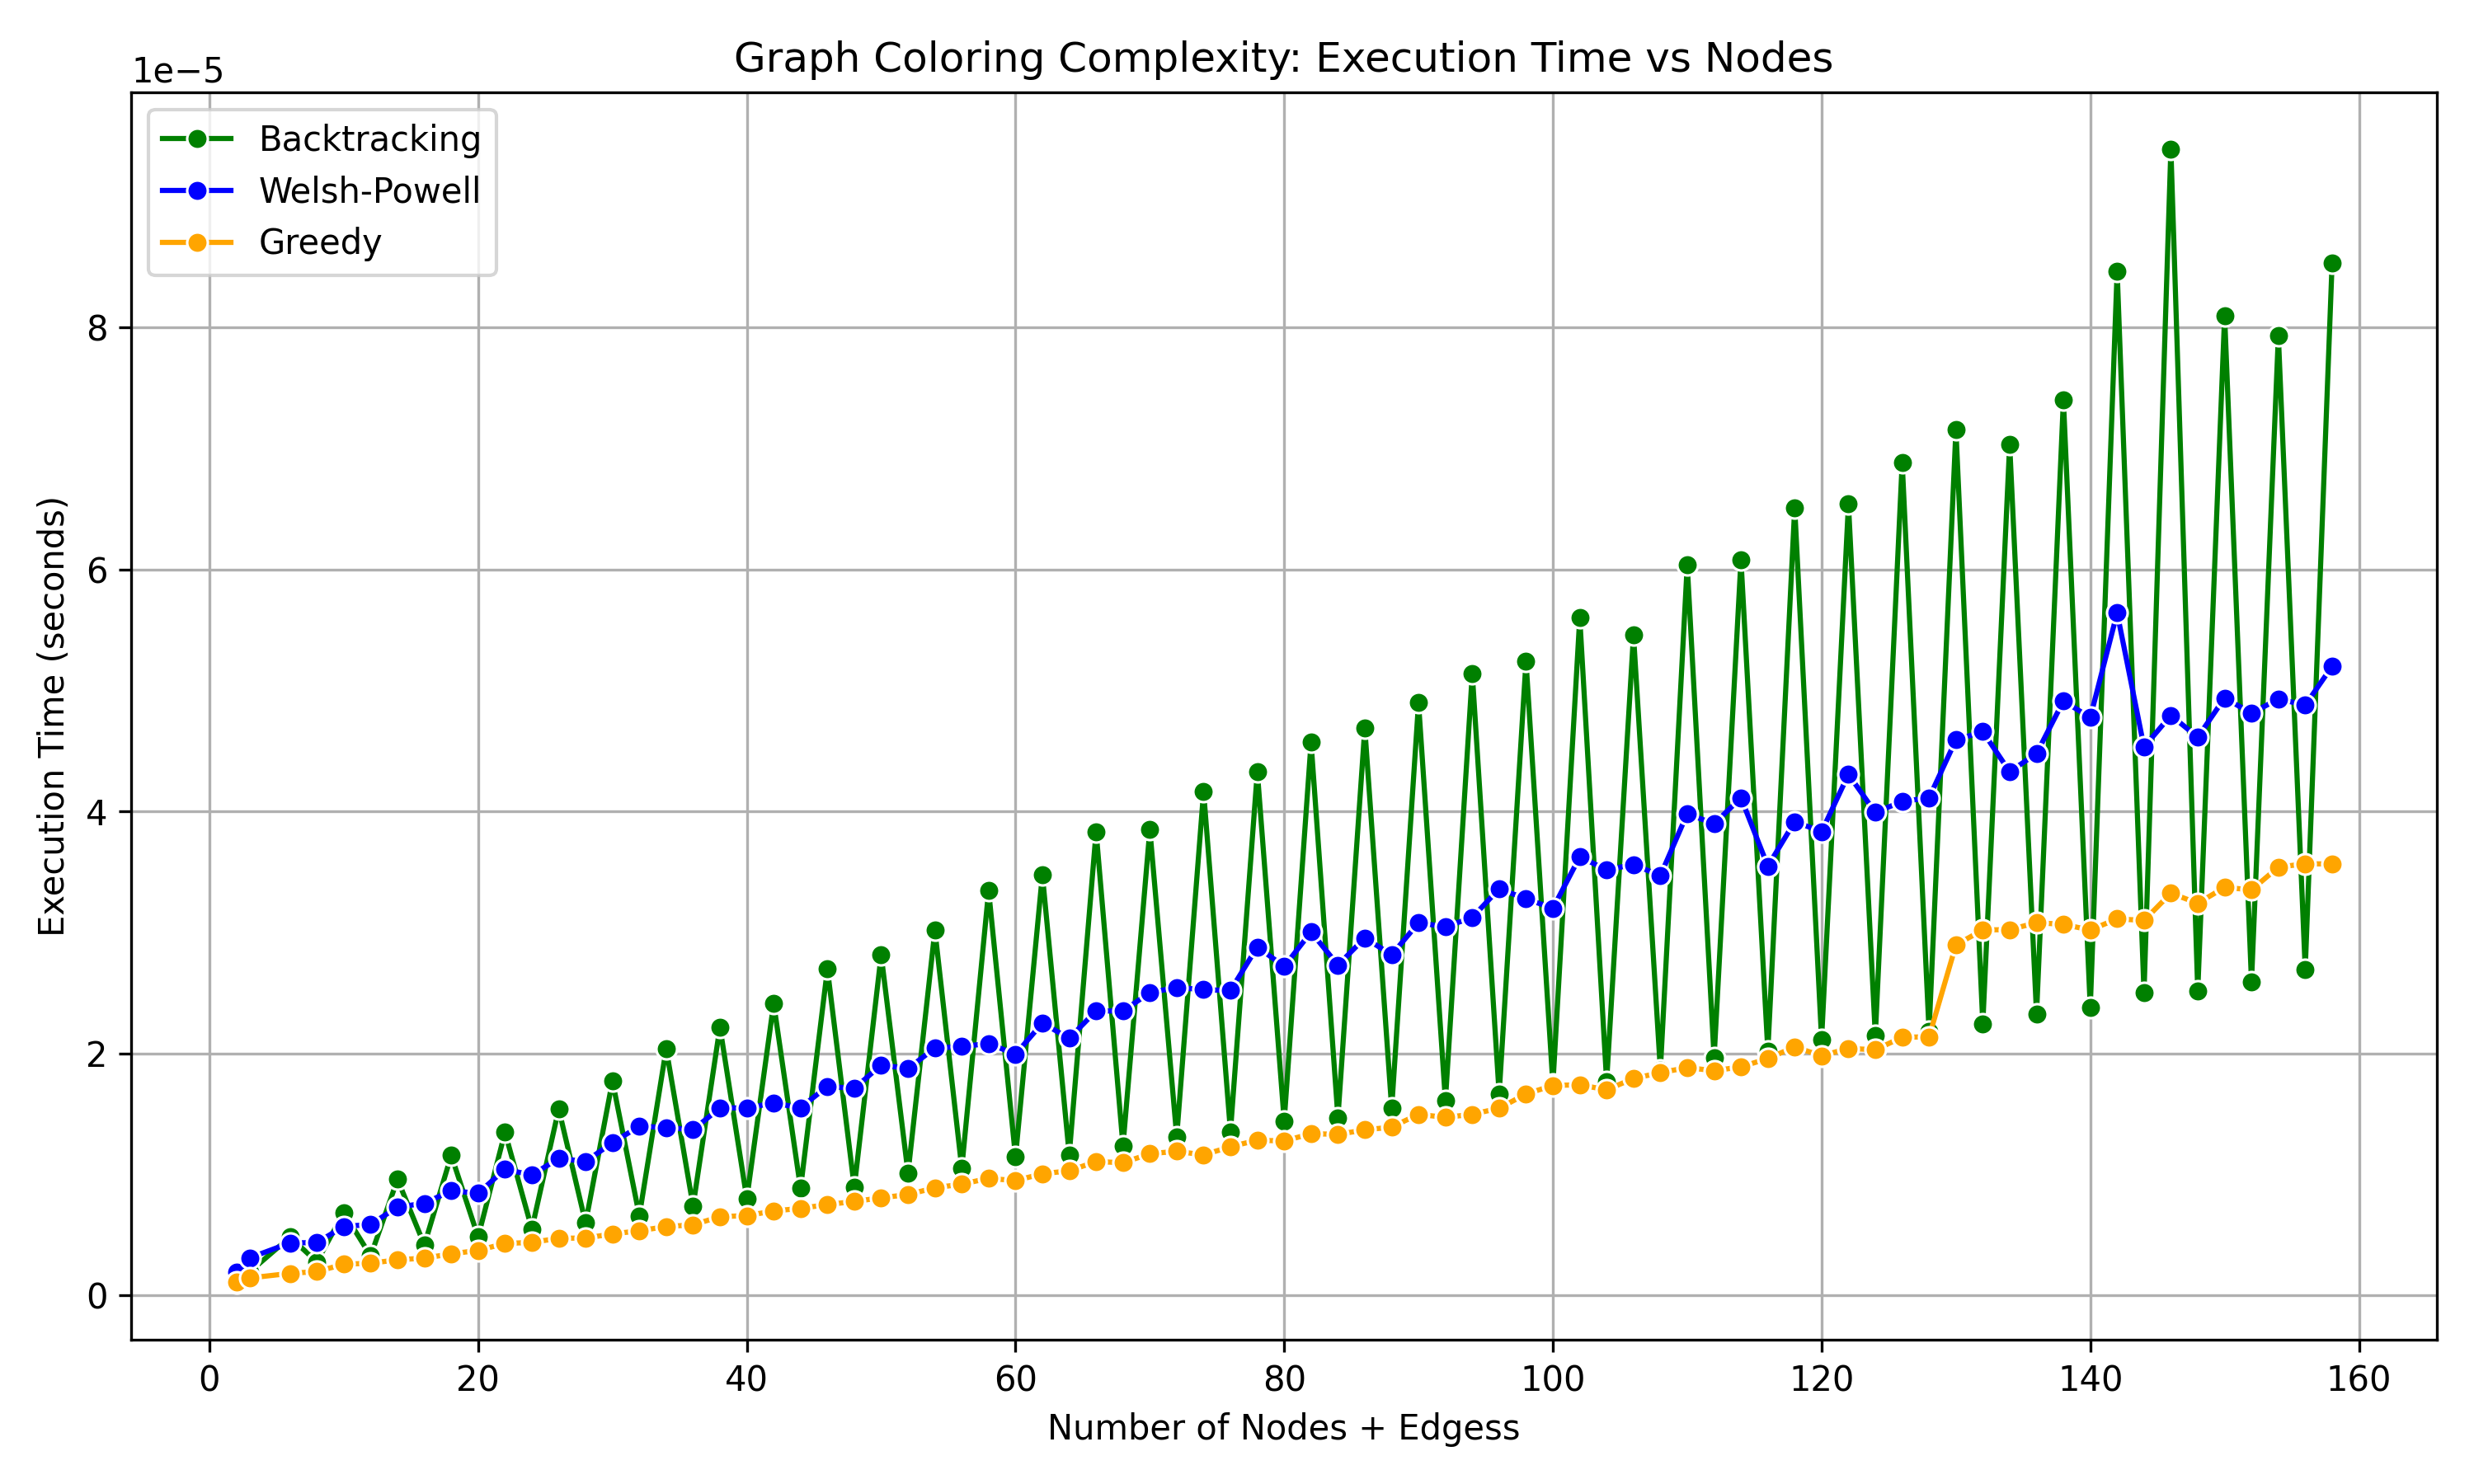 Graph Coloring Complexity: Execution Time vs Nodes
1e−5
Backtracking
Welsh-Powell
Greedy
Execution Time (seconds)
8
6
4
2
0
0 20 40 60 80 100 120 140 160
Number of Nodes + Edgess